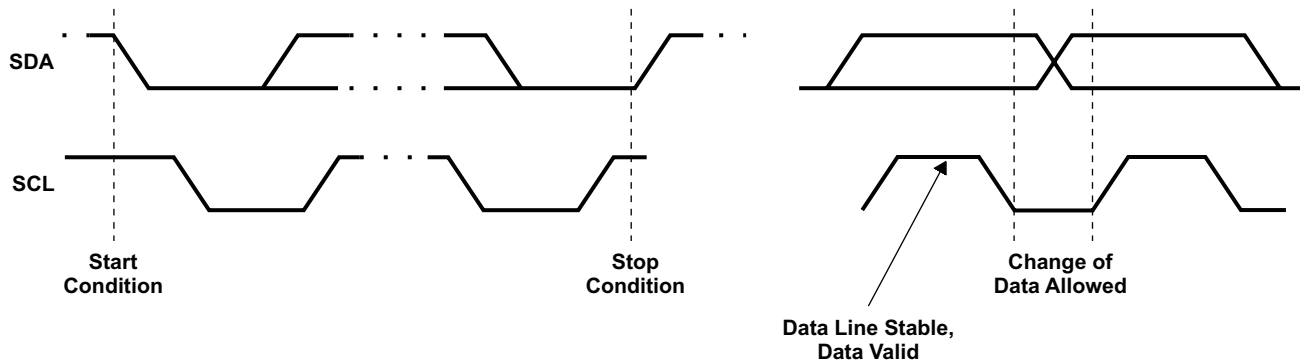 SDA
SCL
Start
Condition
Stop
Condition
Change of
Data Allowed
Data Line Stable,
Data Valid